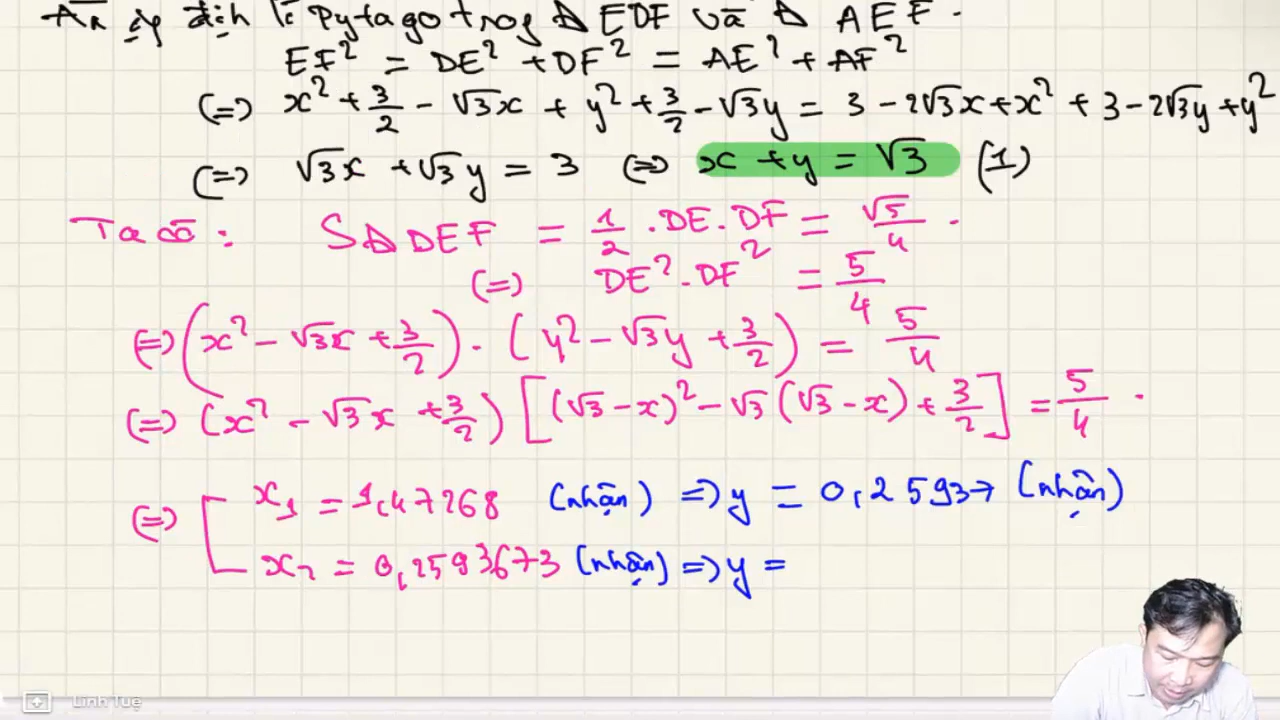 Áp dụng định lí Pytago trog Δ EDF và Δ AEF.
EF² = DE² + DF² = AE² + AF²
(=) x² + 3/2 - √3x + y² + 3/2 - √3y = 3 - 2√3x + x² + 3 - 2√3y + y²
(=) √3x + √3y = 3 (=) x + y = √3 (1)
Ta có: SΔDEF = 1/2 . DE . DF = √5/4 .
(=) DE² . DF² = 5/4
(=) (x² - √3x + 3/2) . (y² - √3y + 3/2) = 5/4
(=) (x² - √3x + 3/2) [(√3 - x)² - √3(√3 - x) + 3/2] = 5/4 .
(=) [ x₁ = 1,47268 (nhận) => y = 0,25937 (nhận)
x₂ = 0,2593673 (nhận) => y =
Linh Tuệ